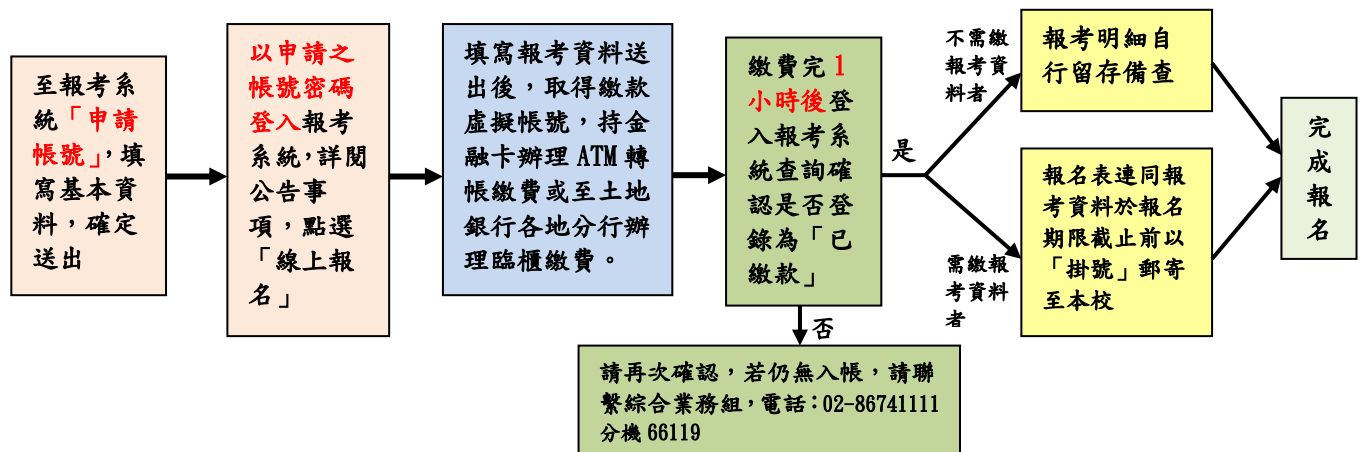 至報考系
統「申請
帳號」,填
寫基本資
料,確定
送出
以申請之
帳號密碼
登入報考
系統,詳閱
公告事
項,點選
「線上報
名」
填寫報考資料送
出後,取得繳款
虛擬帳號,持金
融卡辦理 ATM 轉
帳繳費或至土地
銀行各地分行辦
理臨櫃繳費。
繳費完 1
小時後登
入報考系
統查詢確
認是否登
錄為「已
繳款」
是
否
請再次確認,若仍無入帳,請聯
繫綜合業務組,電話:02-86741111
分機 66119
不需繳
報考資
料者
報考明細自
行留存備查
需繳報
考資料
者
報名表連同報
考資料於報名
期限截止前以
「掛號」郵寄
至本校
完
成
報
名